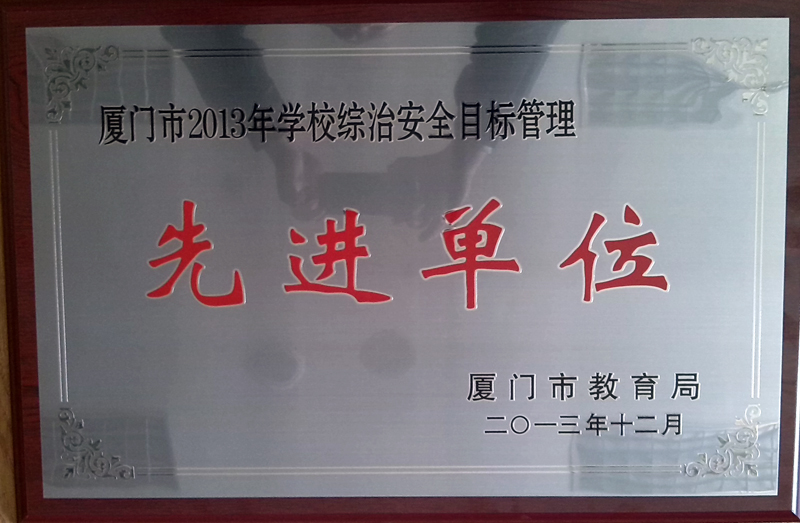 厦门市2013年学校综治安全目标管理
先进单位
厦门市教育局
二〇一三年十二月